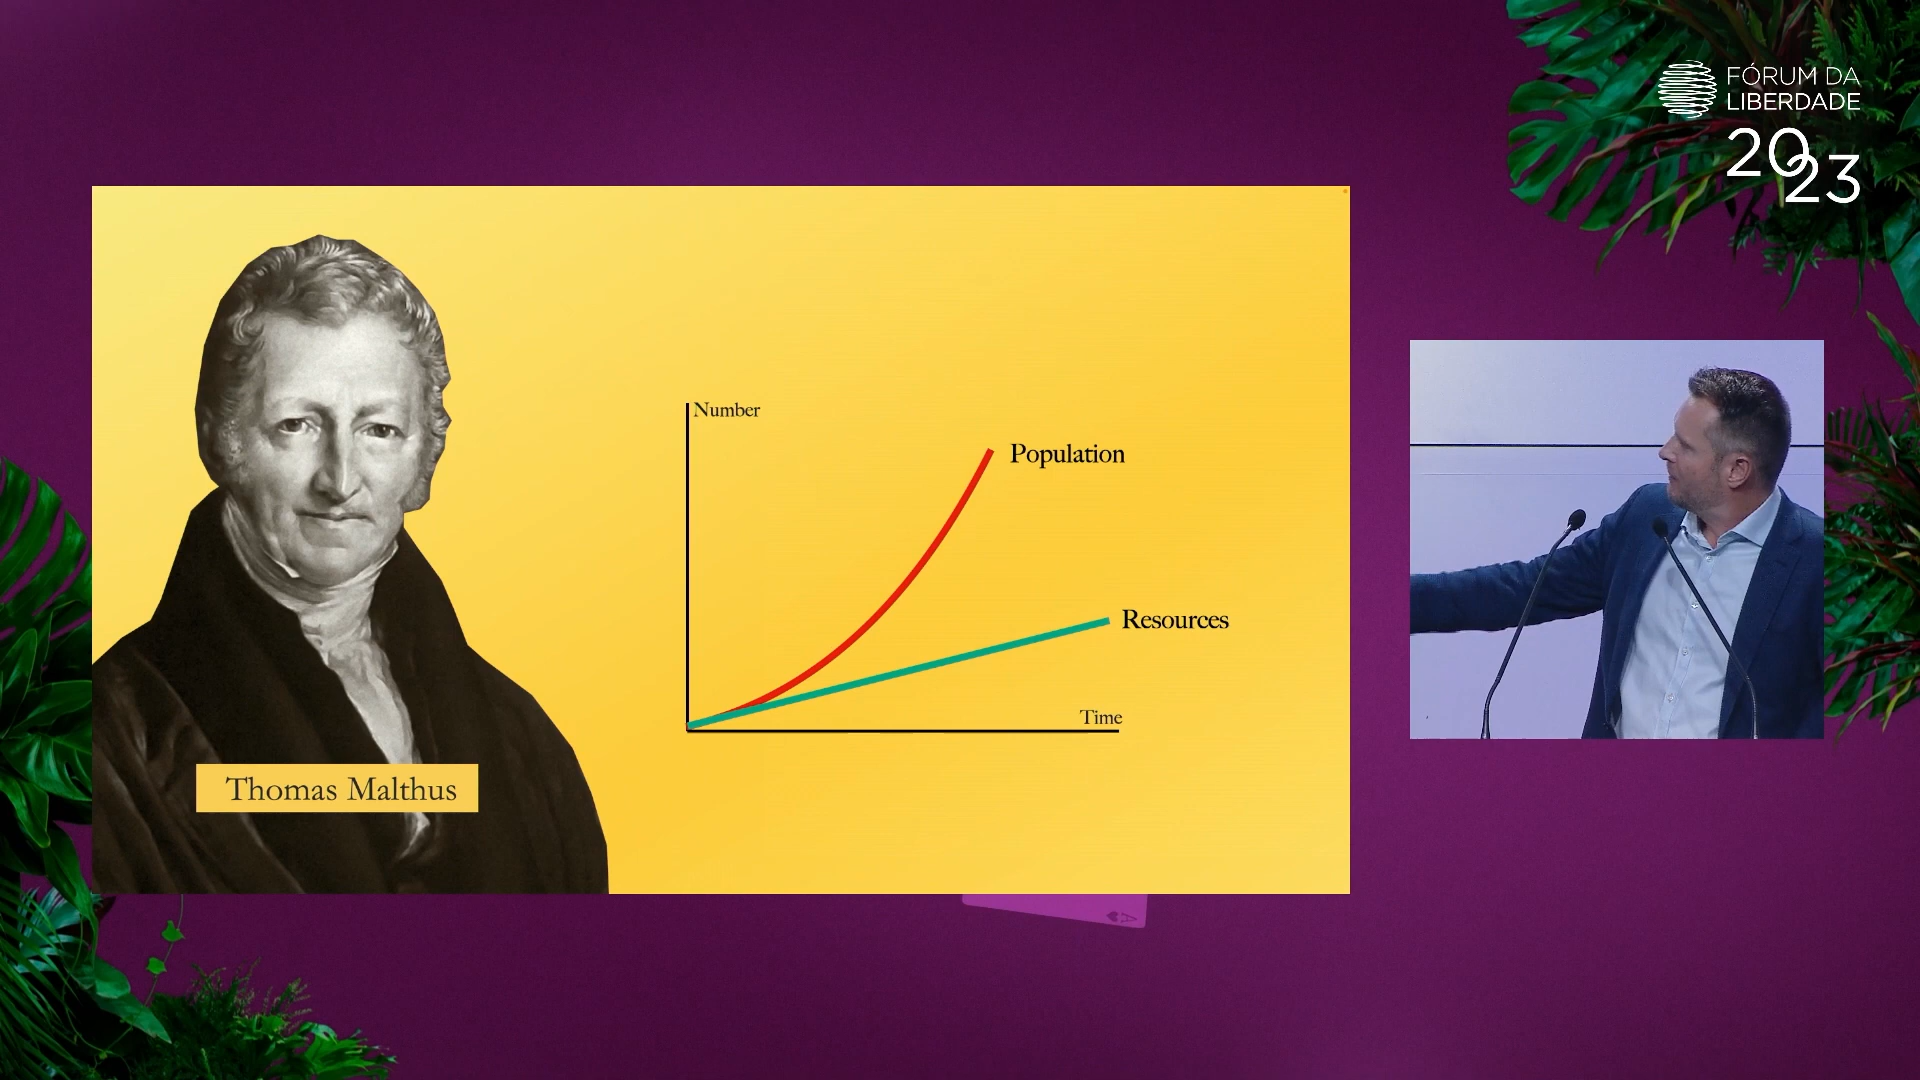 FÓRUM DA
LIBERDADE
2023
Number
Population
Resources
Time
Thomas Malthus
A